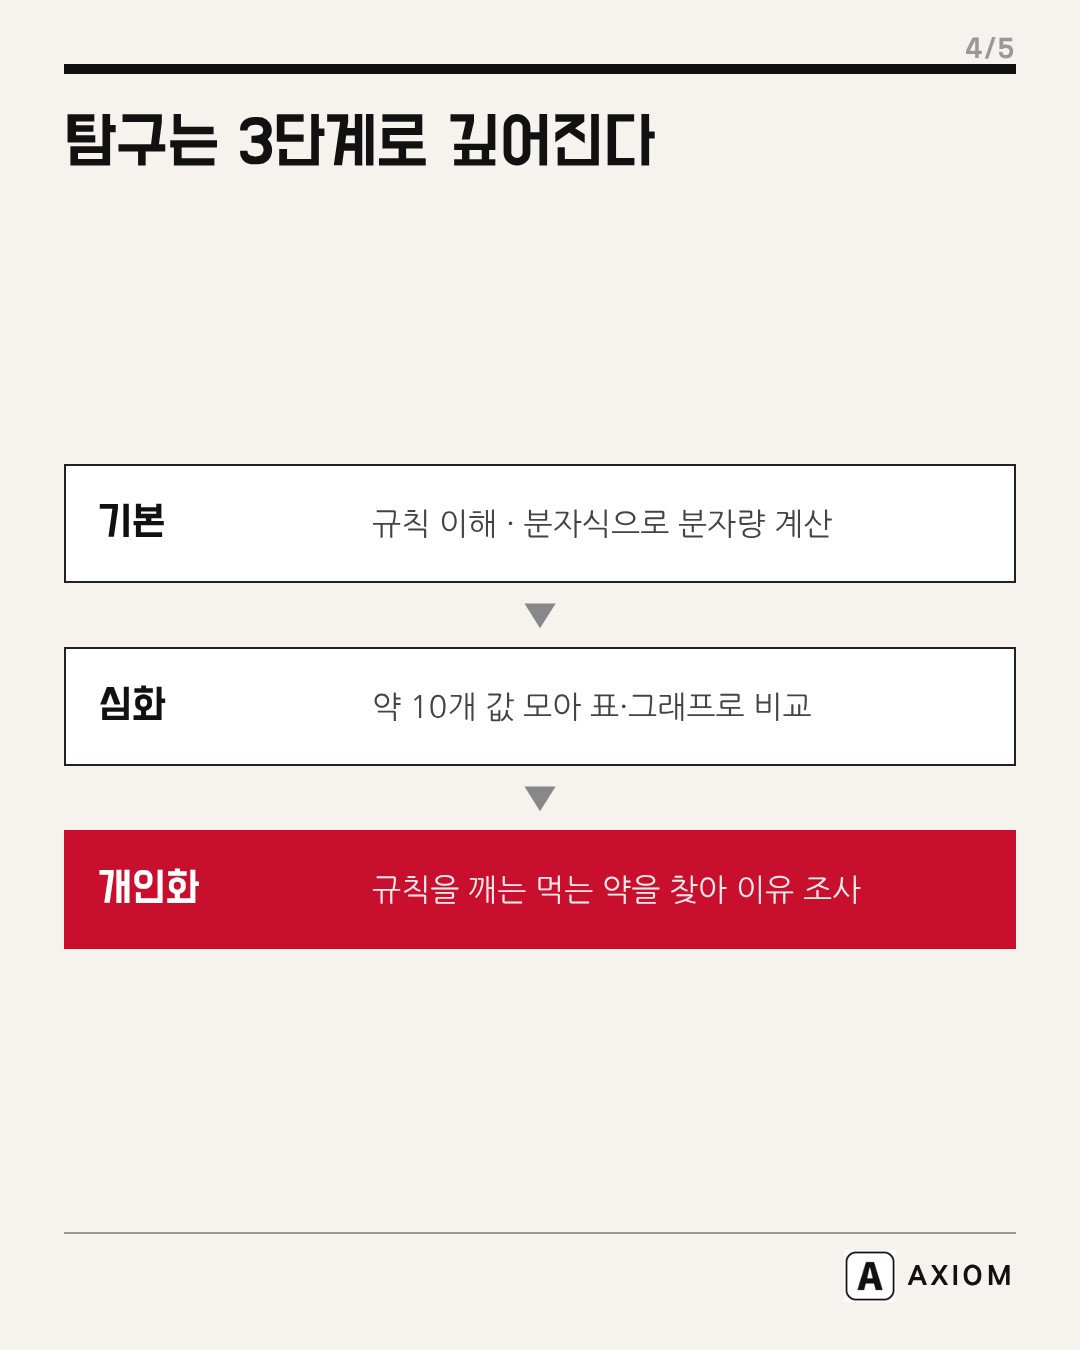 4/5
탐구는 3단계로 깊어진다
기본
규칙 이해 · 분자식으로 분자량 계산
심화
약 10개 값 모아 표·그래프로 비교
개인화
규칙을 깨는 먹는 약을 찾아 이유 조사
A AXIOM